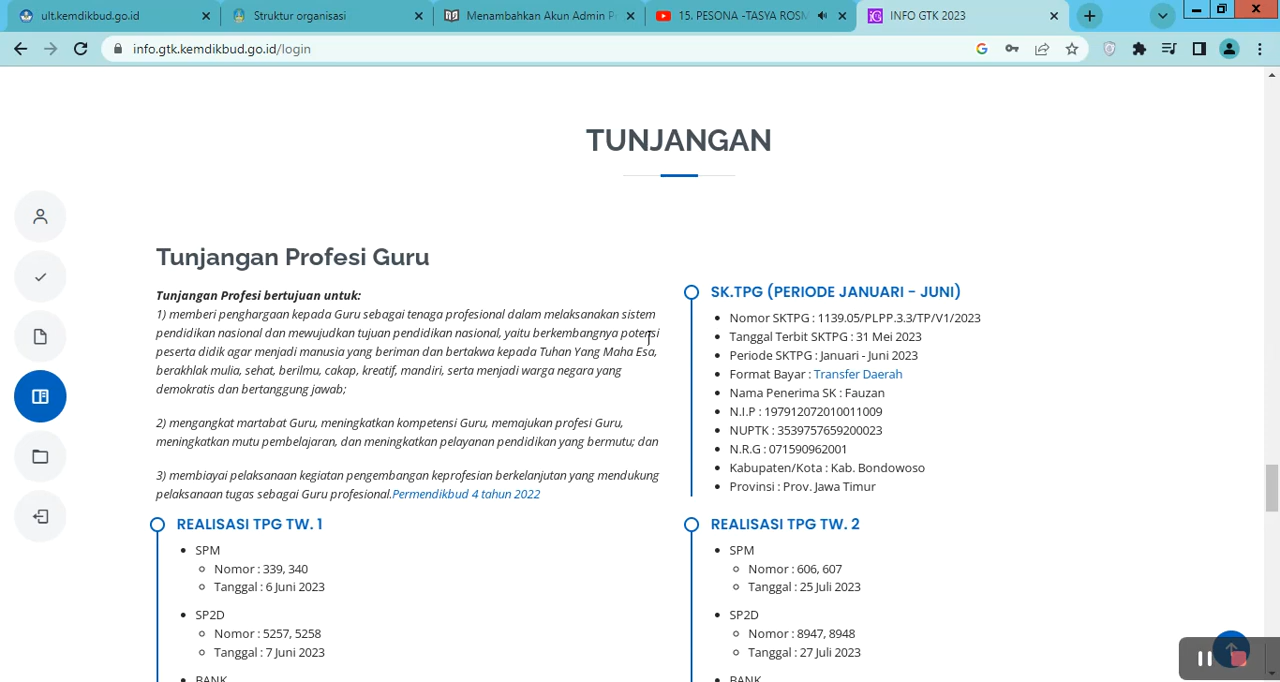 ult.kemdikbud.go.id
Struktur organisasi
Menambahkan Akun Admin P
15. PESONA -TASYA ROSM
INFO GTK 2023
info.gtk.kemdikbud.go.id/login
TUNJANGAN
Tunjangan Profesi Guru
Tunjangan Profesi bertujuan untuk:
1) memberi penghargaan kepada Guru sebagai tenaga profesional dalam melaksanakan sistem
pendidikan nasional dan mewujudkan tujuan pendidikan nasional, yaitu berkembangnya potensi
peserta didik agar menjadi manusia yang beriman dan bertakwa kepada Tuhan Yang Maha Esa,
berakhlak mulia, sehat, berilmu, cakap, kreatif, mandiri, serta menjadi warga negara yang
demokratis dan bertanggung jawab;
2) mengangkat martabat Guru, meningkatkan kompetensi Guru, memajukan profesi Guru,
meningkatkan mutu pembelajaran, dan meningkatkan pelayanan pendidikan yang bermutu; dan
3) membiayai pelaksanaan kegiatan pengembangan keprofesian berkelanjutan yang mendukung
pelaksanaan tugas sebagai Guru profesional.Permendikbud 4 tahun 2022
SK.TPG (PERIODE JANUARI - JUNI)
Nomor SKTPG : 1139.05/PLPP.3.3/TP/V1/2023
Tanggal Terbit SKTPG : 31 Mei 2023
Periode SKTPG : Januari - Juni 2023
Format Bayar : Transfer Daerah
Nama Penerima SK : Fauzan
N.I.P : 197912072010011009
NUPTK : 3539757659200023
N.R.G : 071590962001
Kabupaten/Kota : Kab. Bondowoso
Provinsi : Prov. Jawa Timur
REALISASI TPG TW. 1
SPM
Nomor : 339, 340
Tanggal : 6 Juni 2023
SP2D
Nomor : 5257, 5258
Tanggal : 7 Juni 2023
BANK
REALISASI TPG TW. 2
SPM
Nomor : 606, 607
Tanggal : 25 Juli 2023
SP2D
Nomor : 8947, 8948
Tanggal : 27 Juli 2023
BANK